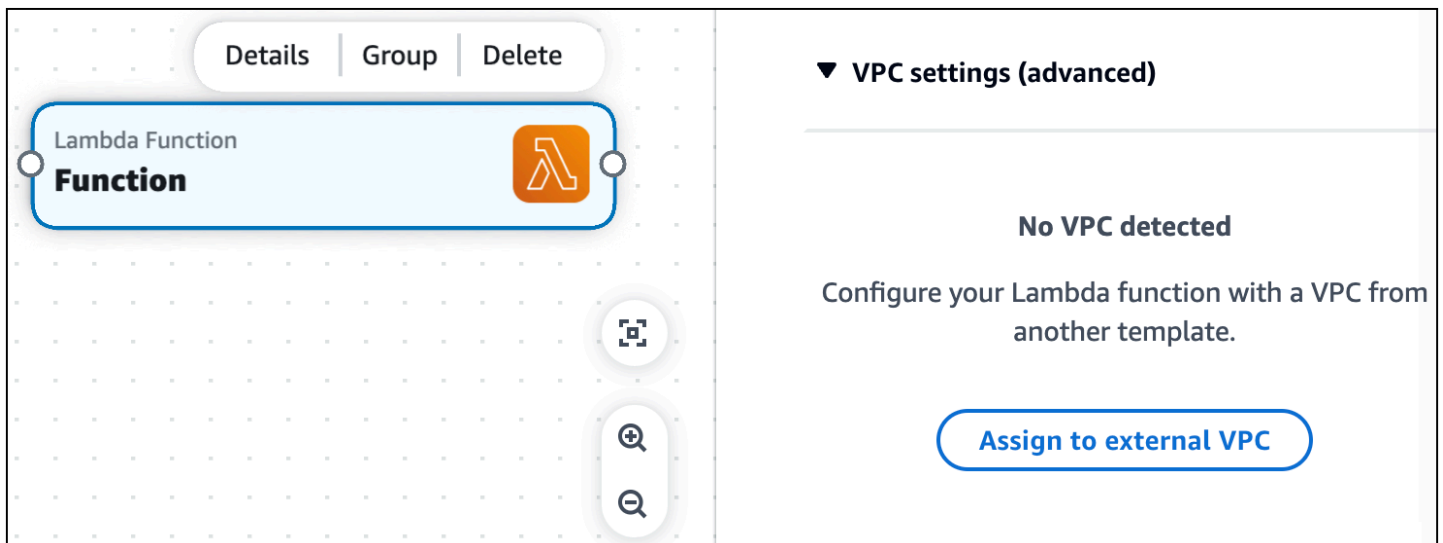 Details Group Delete
Lambda Function
Function
VPC settings (advanced)
No VPC detected
Configure your Lambda function with a VPC from
another template.
Assign to external VPC